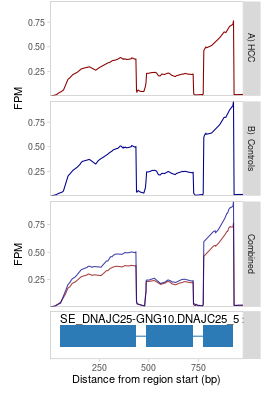 0.75
0.50
0.25
A) HCC
FPM
0.75
0.50
0.25
B) Controls
0.75
0.50
0.25
Combined
FPM
SE_DNAJC25-GNG10.DNAJC25_5 :
250
500
750
Distance from region start (bp)